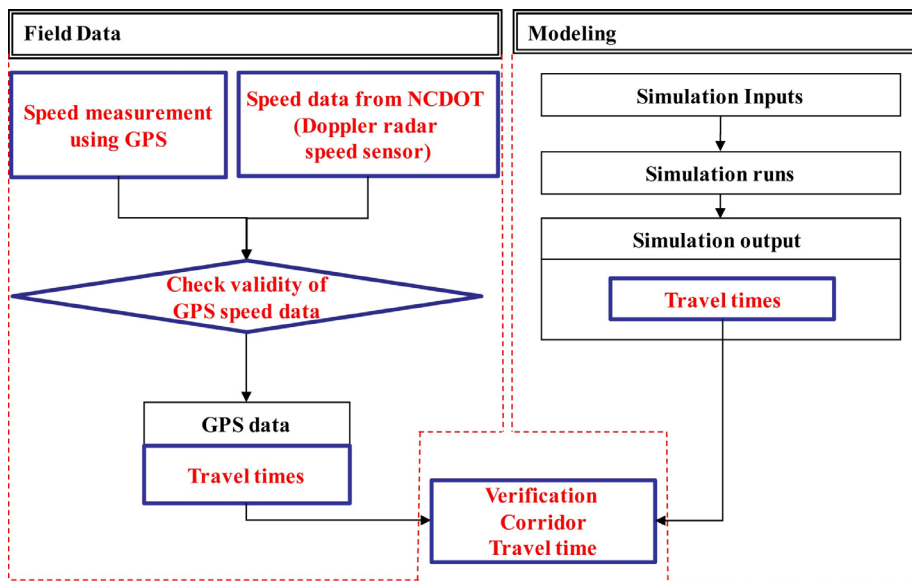 Field Data
Speed measurement
using GPS
Speed data from NCDOT
(Doppler radar
speed sensor)
Check validity of
GPS speed data
GPS data
Travel times
Modeling
Simulation Inputs
Simulation runs
Simulation output
Travel times
Verification
Corridor
Travel time